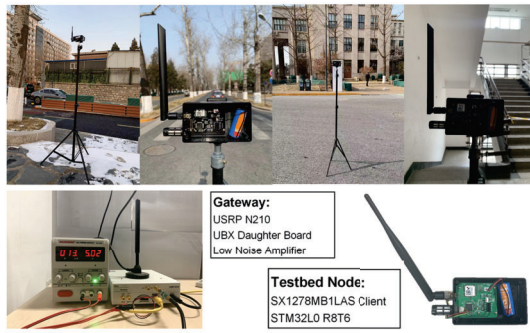 Gateway:
USRP N210
UBX Daughter Board
Low Noise Amplifier
Testbed Node:
SX1278MB1LAS Client
STM32L0 R8T6